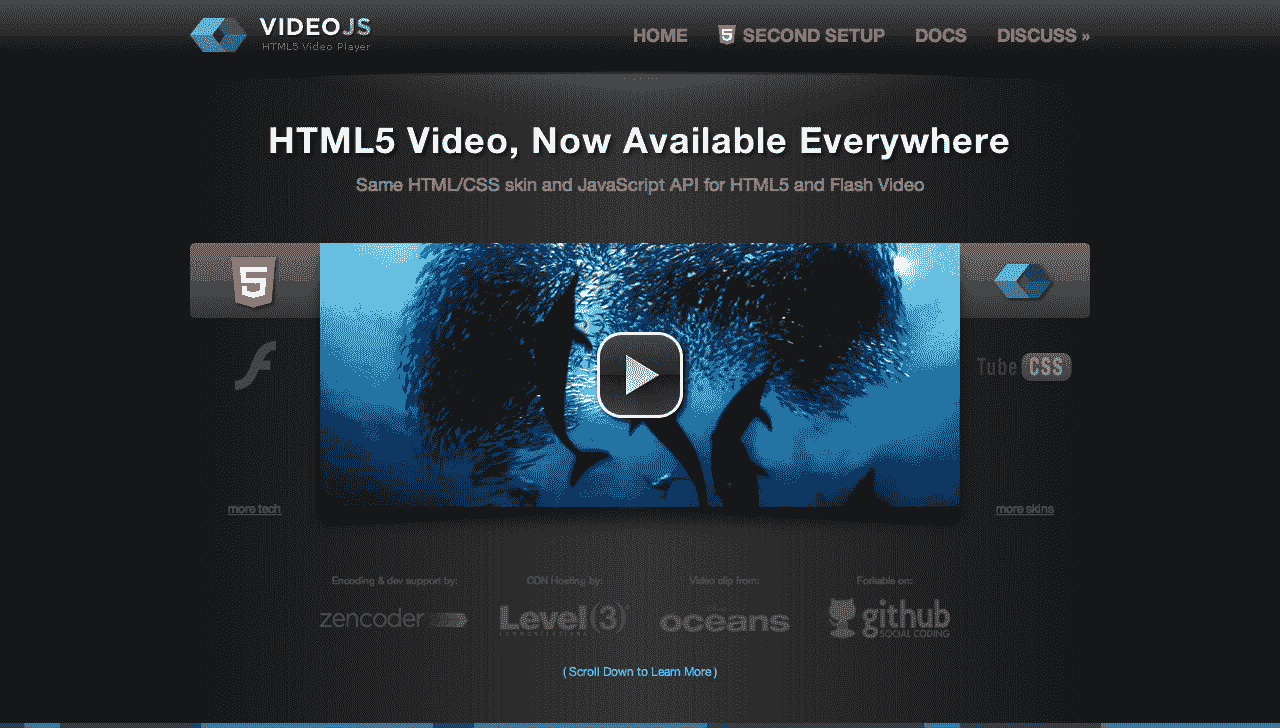 VIDEOJS
HTML5 Video Player
HOME
5 SECOND SETUP
DOCS
DISCUSS »
HTML5 Video, Now Available Everywhere
Same HTML/CSS skin and JavaScript API for HTML5 and Flash Video
5
Tube CSS
more tech
more skins
Encoding & dev support by:
CDN Hosting by:
Video clip from:
Forkable on:
zencoder
Level(3)
COMMUNICATIONS
oceans
github
SOCIAL CODING
( Scroll Down to Learn More )